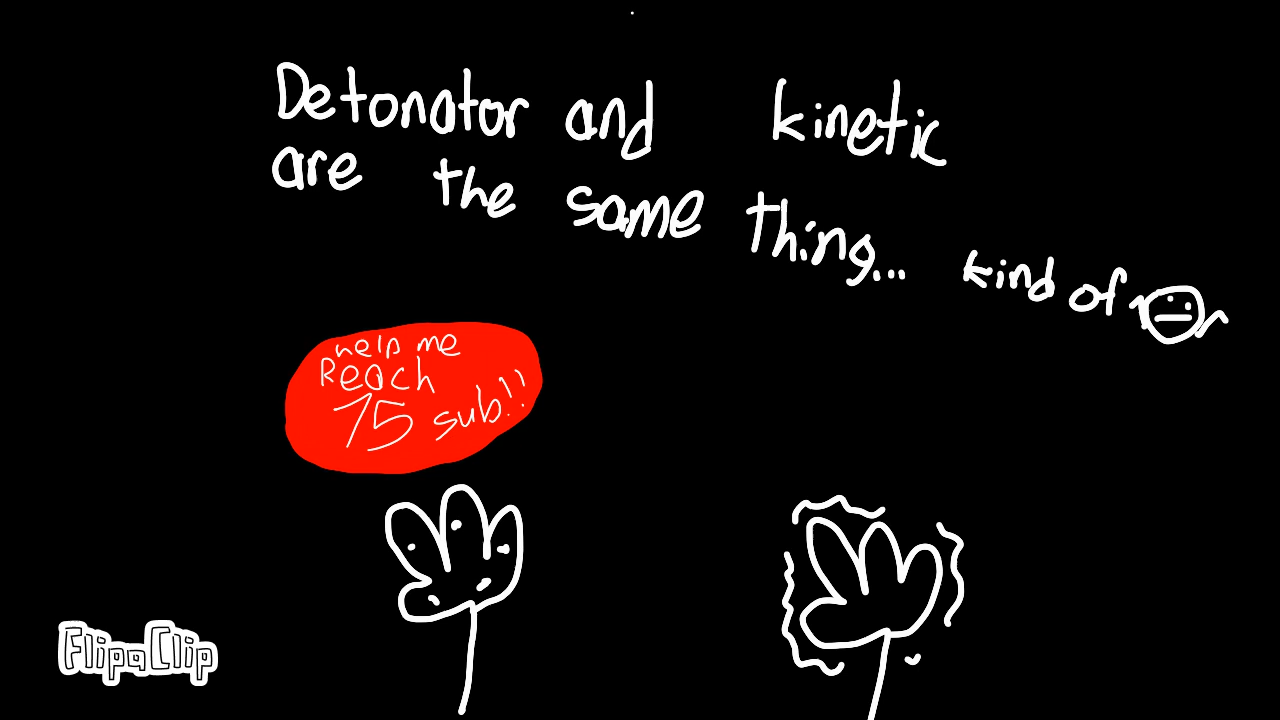 Detonator and kinetic
are the same thing... kind of
help me
Reach
75 sub!!
FlipaClip